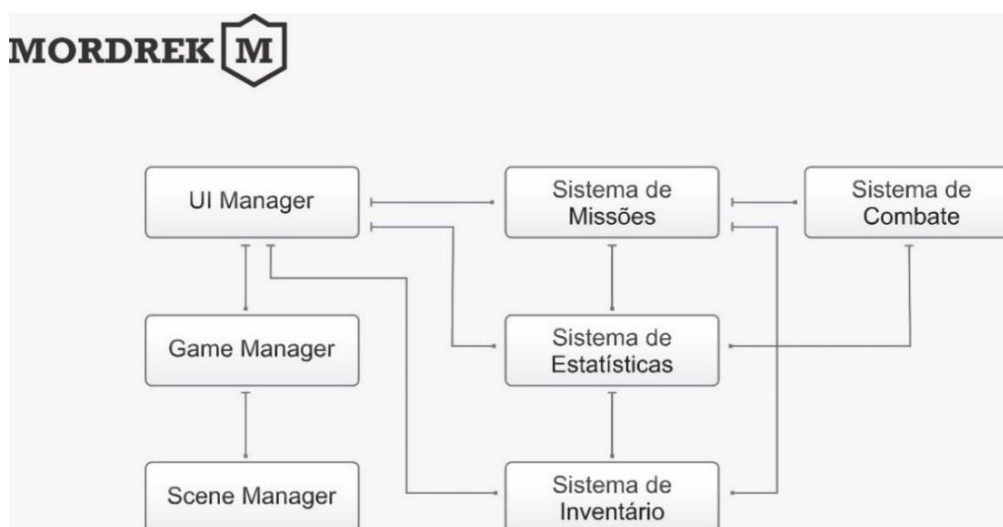 MORDREK M
UI Manager
Sistema de
Missões
Sistema de
Combate
Game Manager
Sistema de
Estatísticas
Scene Manager
Sistema de
Inventário